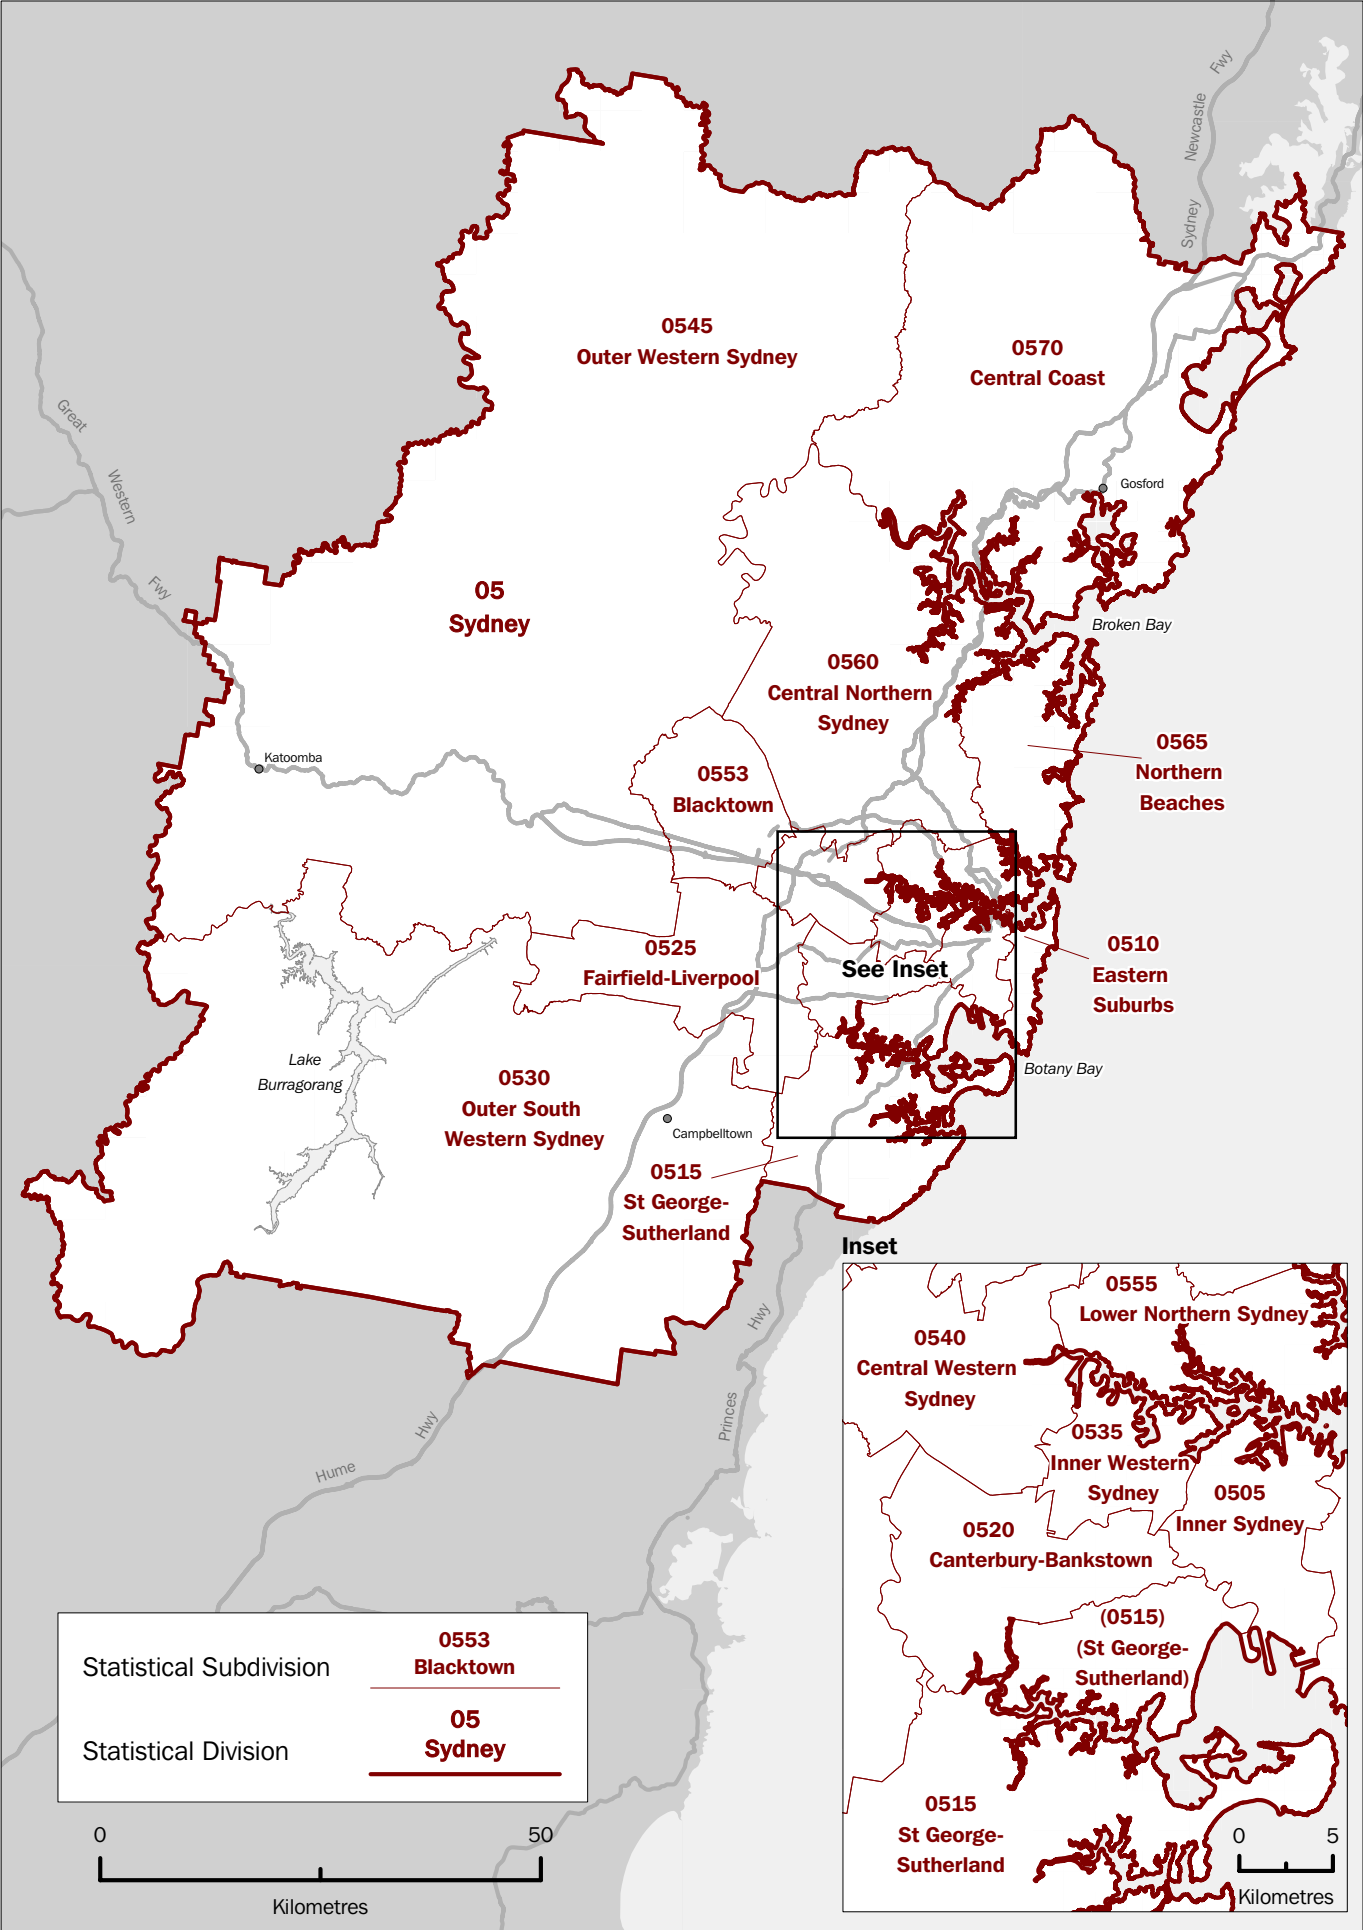 Fwy
Newcastle
Sydney
0545
Outer Western Sydney
0570
Central Coast
Great
Western
Fwy
Gosford
05
Sydney
Broken Bay
0560
Central Northern
Sydney
0565
Northern
Beaches
Katoomba
0553
Blacktown
0525
Fairfield-Liverpool
See Inset
0510
Eastern
Suburbs
Lake
Burragorang
0530
Outer South
Western Sydney
Botany Bay
Campbelltown
0515
St George-
Sutherland
Hwy
Princes
Hwy
Hume
Inset
0555
Lower Northern Sydney
0540
Central Western
Sydney
0535
Inner Western
Sydney
0505
Inner Sydney
0520
Canterbury-Bankstown
(0515)
(St George-
Sutherland)
0515
St George-
Sutherland
0 5
Kilometres
Statistical Subdivision
0553
Blacktown
Statistical Division
05
Sydney
0 50
Kilometres